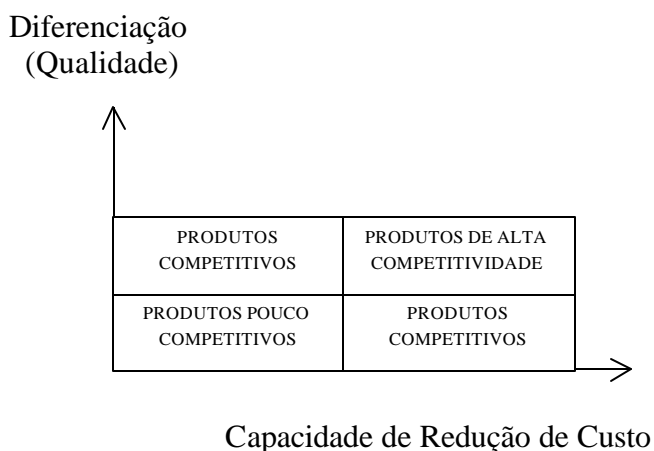 Diferenciação
(Qualidade)
PRODUTOS
COMPETITIVOS
PRODUTOS DE ALTA
COMPETITIVIDADE
PRODUTOS POUCO
COMPETITIVOS
PRODUTOS
COMPETITIVOS
Capacidade de Redução de Custo